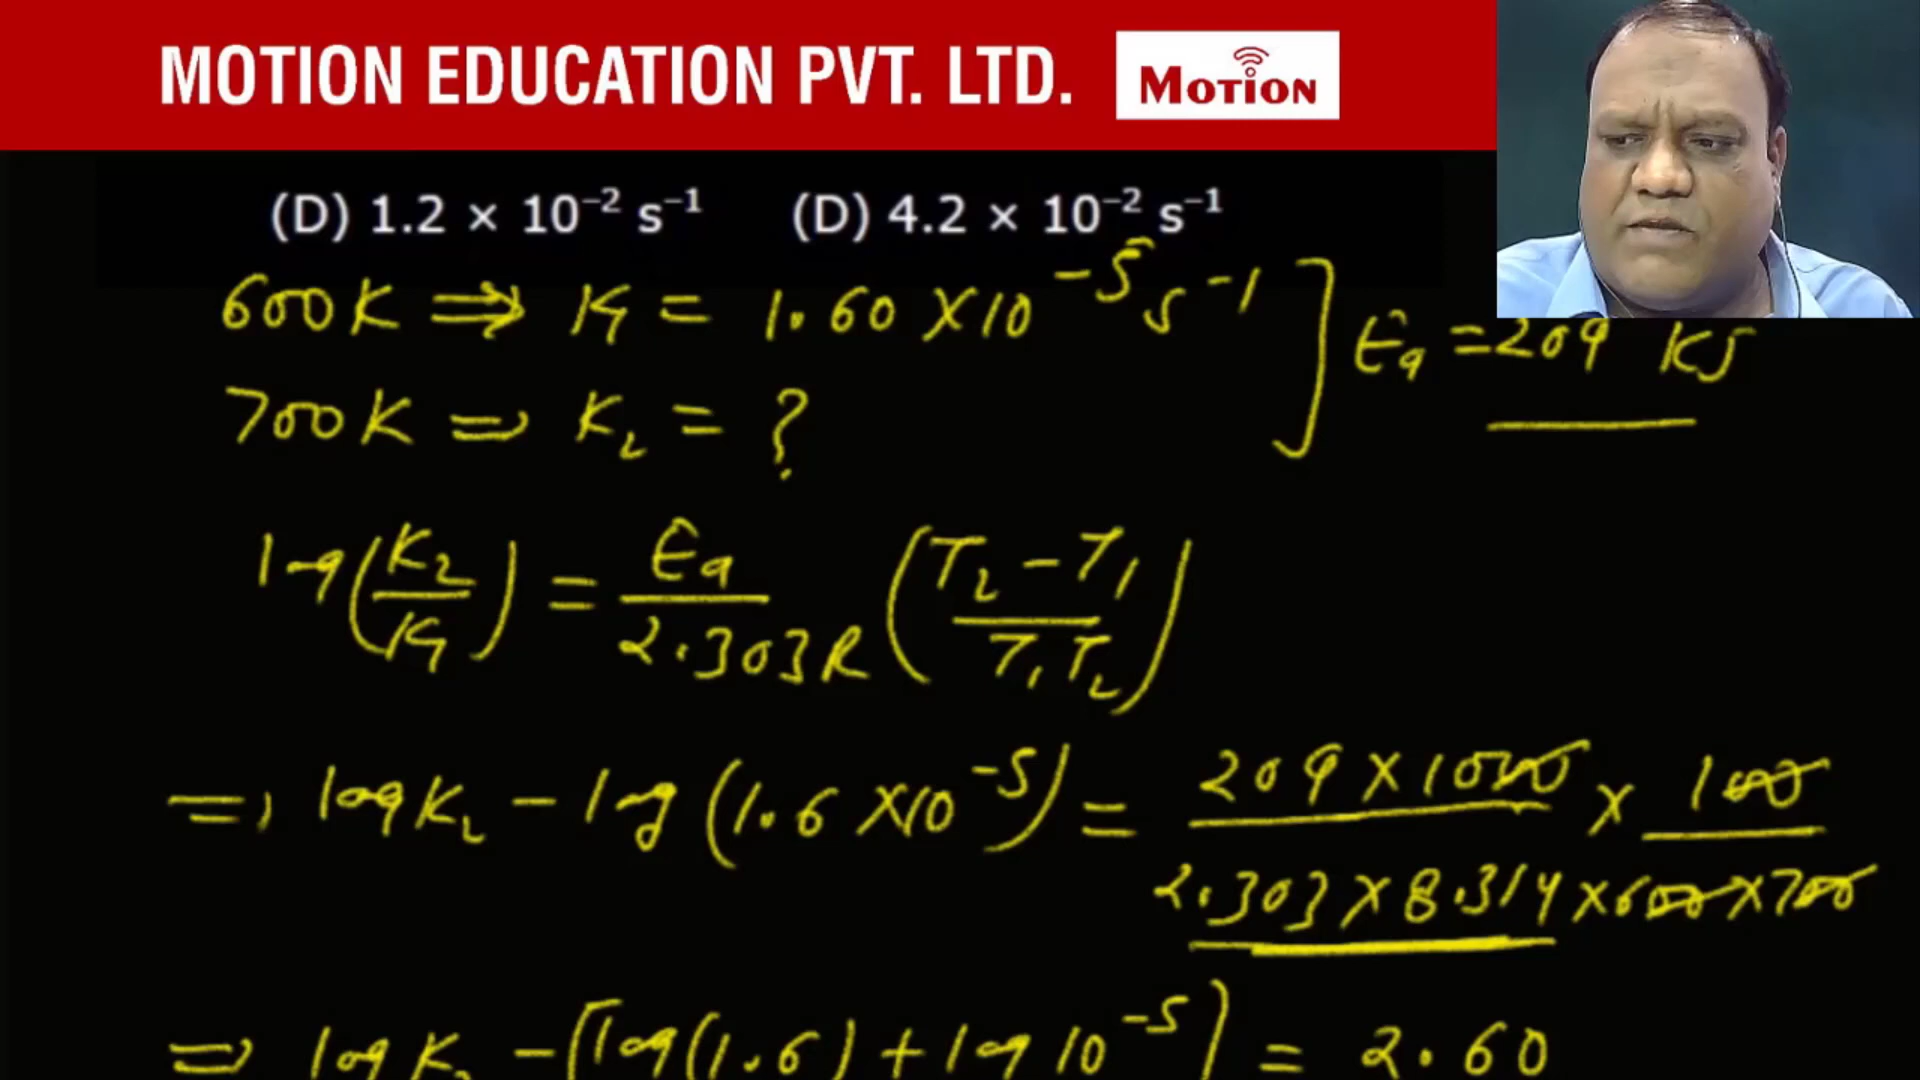 MOTION EDUCATION PVT. LTD.
MOTION
(D) 1.2 × 10⁻² s⁻¹ (D) 4.2 × 10⁻² s⁻¹
600K ⇒ K₁ = 1.60 × 10⁻⁵ s⁻¹ ] Eₐ = 209 KJ
700K ⇒ K₂ = ?
log(K₂/K₁) = Eₐ/2.303R (T₂ - T₁/T₁T₂)
⇒ log K₂ - log (1.6 × 10⁻⁵) = 209 × 1000/2.303 × 8.314 × 100/× 600 × 700
⇒ log K₂ - [log(1.6) + log 10⁻⁵] = 2.60